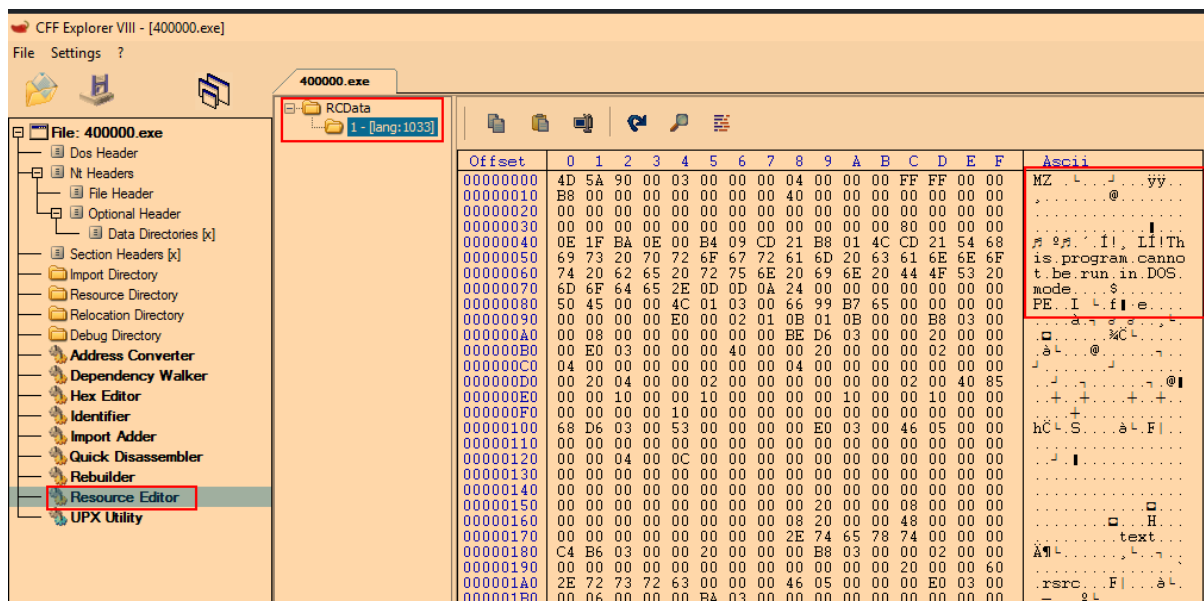 CFF Explorer VIII - [400000.exe]
File Settings ?
400000.exe
File: 400000.exe
Dos Header
Nt Headers
File Header
Optional Header
Data Directories [x]
Section Headers [x]
Import Directory
Resource Directory
Relocation Directory
Debug Directory
Address Converter
Dependency Walker
Hex Editor
Identifier
Import Adder
Quick Disassembler
Rebuilder
Resource Editor
UPX Utility
RCData
1 - [lang:1033]
Offset 0 1 2 3 4 5 6 7 8 9 A B C D E F Ascii
00000000 4D 5A 90 00 03 00 00 00 04 00 00 00 FF FF 00 00
00000010 B8 00 00 00 00 00 00 00 40 00 00 00 00 00 00 00
00000020 00 00 00 00 00 00 00 00 00 00 00 00 00 00 00 00
00000030 00 00 00 00 00 00 00 00 00 00 00 00 80 00 00 00
00000040 0E 1F BA 0E 00 B4 09 CD 21 B8 01 4C CD 21 54 68
00000050 69 73 20 70 72 6F 67 72 61 6D 20 63 61 6E 6E 6F is.program.canno
00000060 74 20 62 65 20 72 75 6E 20 69 6E 20 44 4F 53 20 t.be.run.in.DOS.
00000070 6D 6F 64 65 2E 0D 0D 0A 24 00 00 00 00 00 00 00 mode....$.......
00000080 50 45 00 00 4C 01 03 00 66 99 B7 65 00 00 00 00
00000090 00 00 00 00 E0 00 02 01 0B 01 0B 00 00 B8 03 00
000000A0 00 08 00 00 00 00 00 00 BE D6 03 00 00 20 00 00
000000B0 00 E0 03 00 00 00 40 00 00 20 00 00 00 02 00 00
000000C0 04 00 00 00 00 00 00 00 04 00 00 00 00 00 00 00
000000D0 00 20 04 00 00 02 00 00 00 00 00 00 02 00 40 85
000000E0 00 00 10 00 00 10 00 00 00 00 10 00 00 10 00 00
000000F0 00 00 00 00 10 00 00 00 00 00 00 00 00 00 00 00
00000100 68 D6 03 00 53 00 00 00 00 E0 03 00 46 05 00 00
00000110 00 00 00 00 00 00 00 00 00 00 00 00 00 00 00 00
00000120 00 00 04 00 0C 00 00 00 00 00 00 00 00 00 00 00
00000130 00 00 00 00 00 00 00 00 00 00 00 00 00 00 00 00
00000140 00 00 00 00 00 00 00 00 00 00 00 00 00 00 00 00
00000150 00 00 00 00 00 00 00 00 00 20 00 00 08 00 00 00
00000160 00 00 00 00 00 00 00 00 08 20 00 00 48 00 00 00
00000170 00 00 00 00 00 00 00 00 2E 74 65 78 74 00 00 00 .text...
00000180 C4 B6 03 00 00 20 00 00 00 B8 03 00 00 02 00 00
00000190 00 00 00 00 00 00 00 00 00 00 00 00 20 00 00 60
000001A0 2E 72 73 72 63 00 00 00 46 05 00 00 00 E0 03 00 .rsrc
000001B0 00 06 00 00 00 BA 03 00 00 00 00 00 00 00 00 00